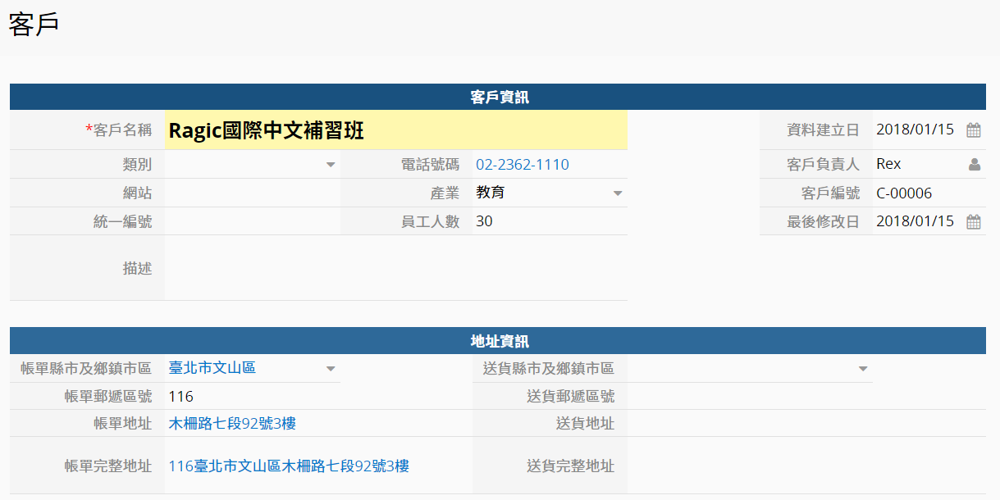 客戶
客戶資訊
*客戶名稱 Ragic國際中文補習班 資料建立日 2018/01/15
類別 電話號碼 02-2362-1110 客戶負責人 Rex
網站 產業 教育 客戶編號 C-00006
統一編號 員工人數 30 最後修改日 2018/01/15
描述
地址資訊
帳單縣市及鄉鎮市區 臺北市文山區 送貨縣市及鄉鎮市區
帳單郵遞區號 116 送貨郵遞區號
帳單地址 木柵路七段92號3樓 送貨地址
帳單完整地址 116臺北市文山區木柵路七段92號3樓 送貨完整地址